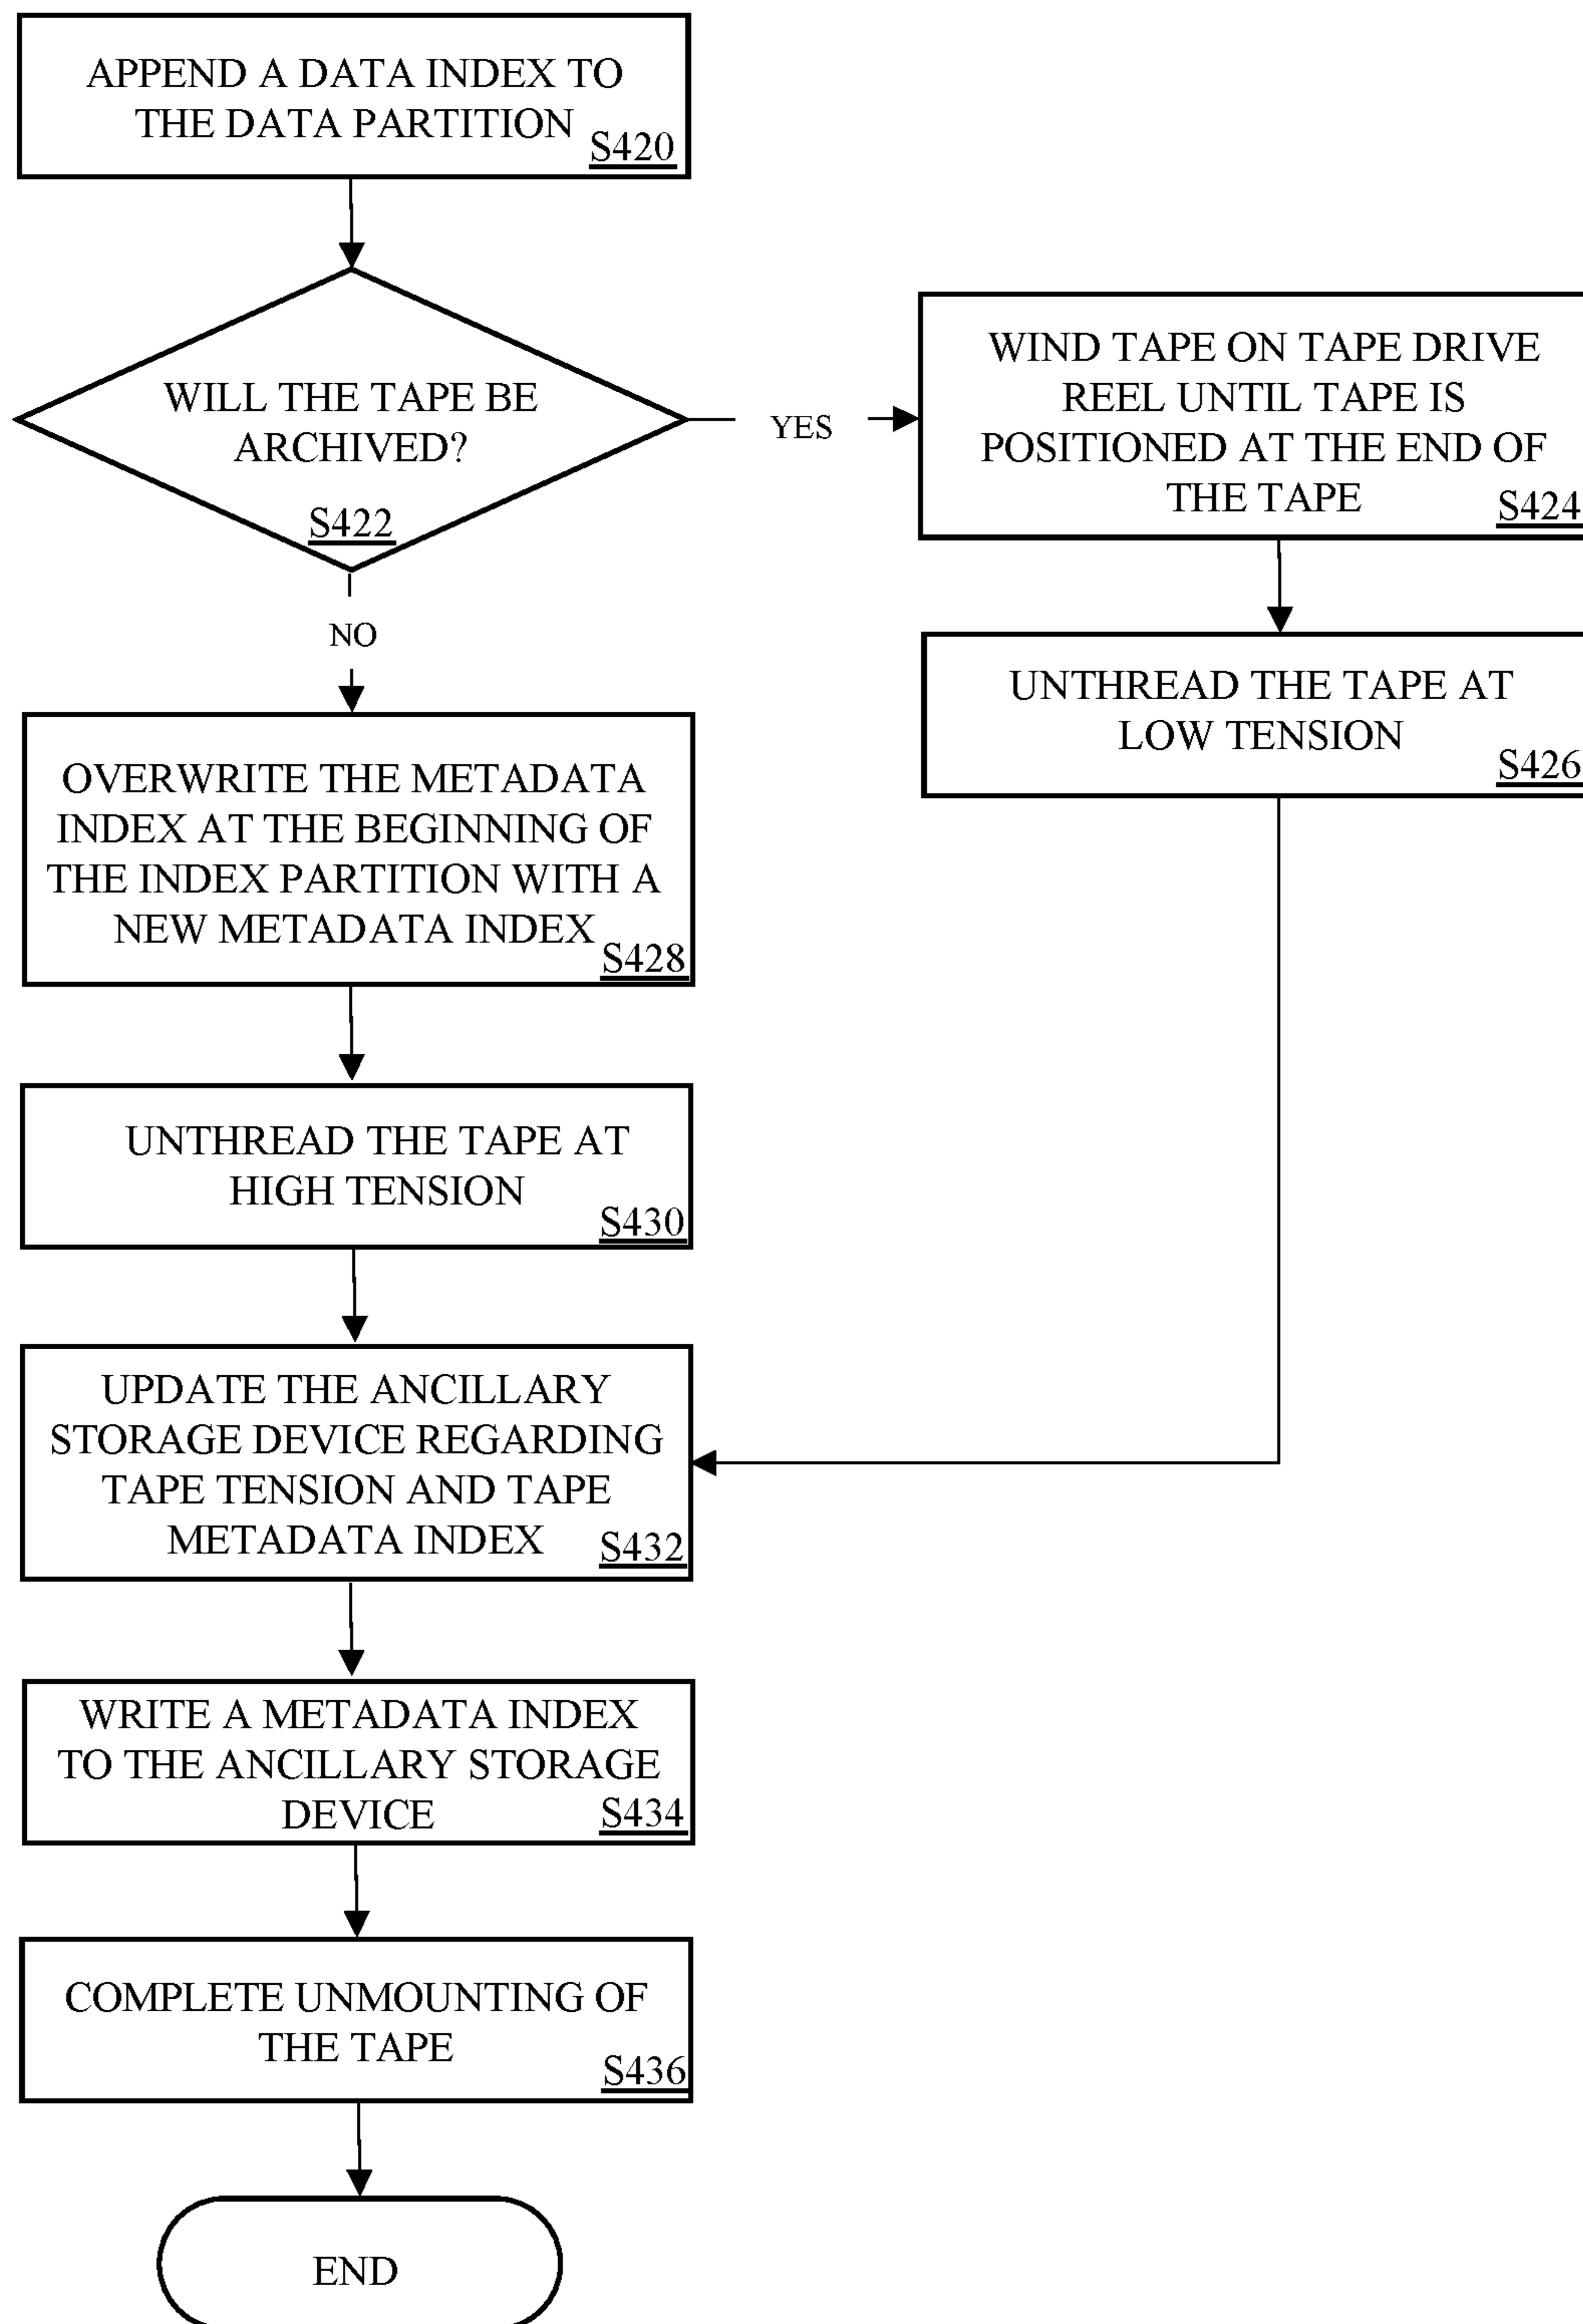 APPEND A DATA INDEX TO
THE DATA PARTITION
S420
WILL THE TAPE BE
ARCHIVED?
S422
YES
WIND TAPE ON TAPE DRIVE
REEL UNTIL TAPE IS
POSITIONED AT THE END OF
THE TAPE
S424
UNTHREAD THE TAPE AT
LOW TENSION
S426
NO
OVERWRITE THE METADATA
INDEX AT THE BEGINNING OF
THE INDEX PARTITION WITH A
NEW METADATA INDEX
S428
UNTHREAD THE TAPE AT
HIGH TENSION
S430
UPDATE THE ANCILLARY
STORAGE DEVICE REGARDING
TAPE TENSION AND TAPE
METADATA INDEX
S432
WRITE A METADATA INDEX
TO THE ANCILLARY STORAGE
DEVICE
S434
COMPLETE UNMOUNTING OF
THE TAPE
S436
END